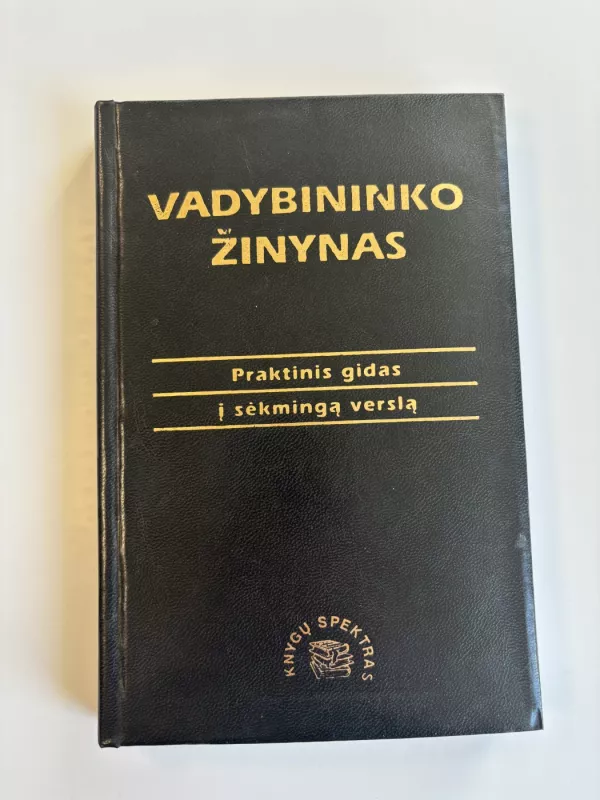 VADYBININKO
ŽINYNAS
Praktinis gidas
į sėkmingą verslą
KNYGŲ SPEKTRAS